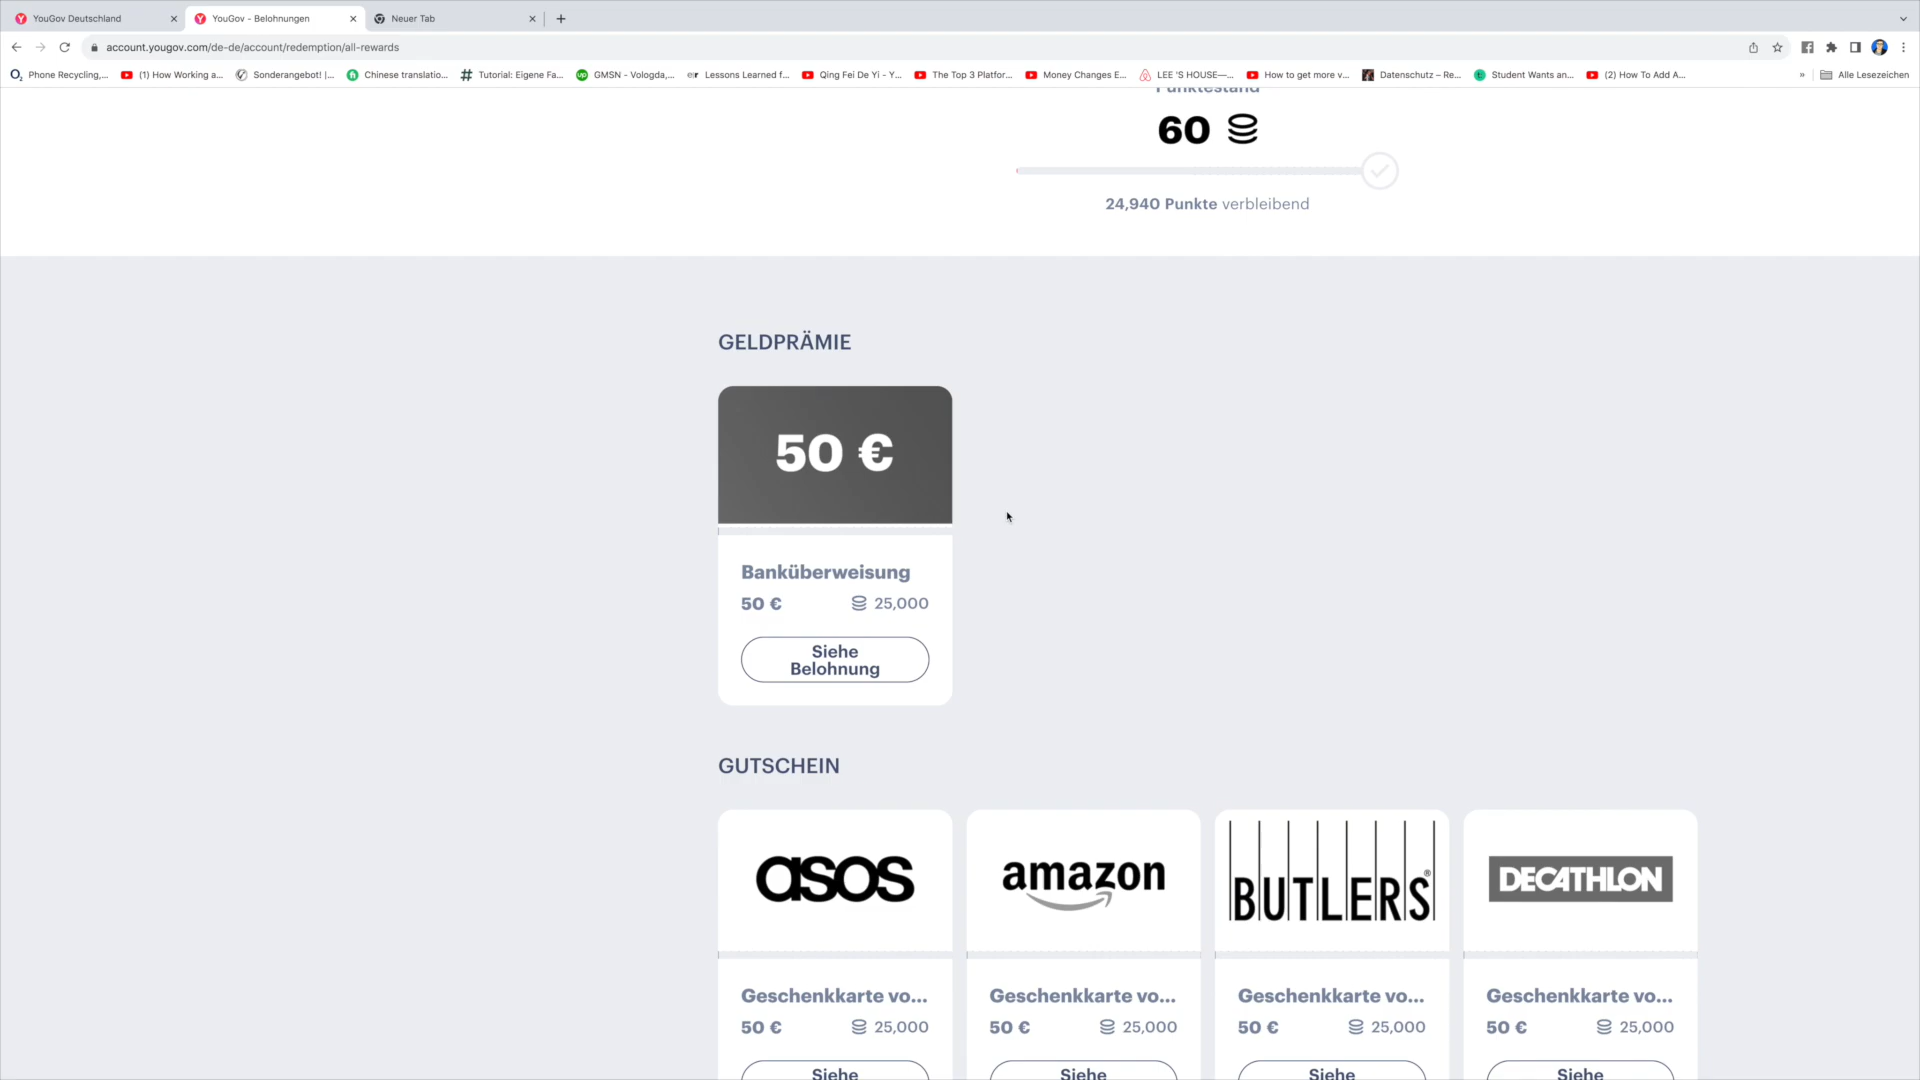 YouGov Deutschland
YouGov - Belohnungen
Neuer Tab
account.yougov.com/de-de/account/redemption/all-rewards
Phone Recycling,...
(1) How Working a...
Sonderangebot! |...
Chinese translatio...
Tutorial: Eigene Fa...
GMSN - Vologda,...
Lessons Learned f...
Qing Fei De Yi - Y...
The Top 3 Platfor...
Money Changes E...
LEE 'S HOUSE—...
How to get more v...
Datenschutz – Re...
Student Wants an...
(2) How To Add A...
»
Alle Lesezeichen
Punktestand
60
24,940 Punkte verbleibend
GELDPRÄMIE
50 €
Banküberweisung
50 € 25,000
Siehe
Belohnung
GUTSCHEIN
asos
amazon
BUTLERS®
DECATHLON
Geschenkkarte vo...
50 € 25,000
Siehe
Geschenkkarte vo...
50 € 25,000
Siehe
Geschenkkarte vo...
50 € 25,000
Siehe
Geschenkkarte vo...
50 € 25,000
Siehe